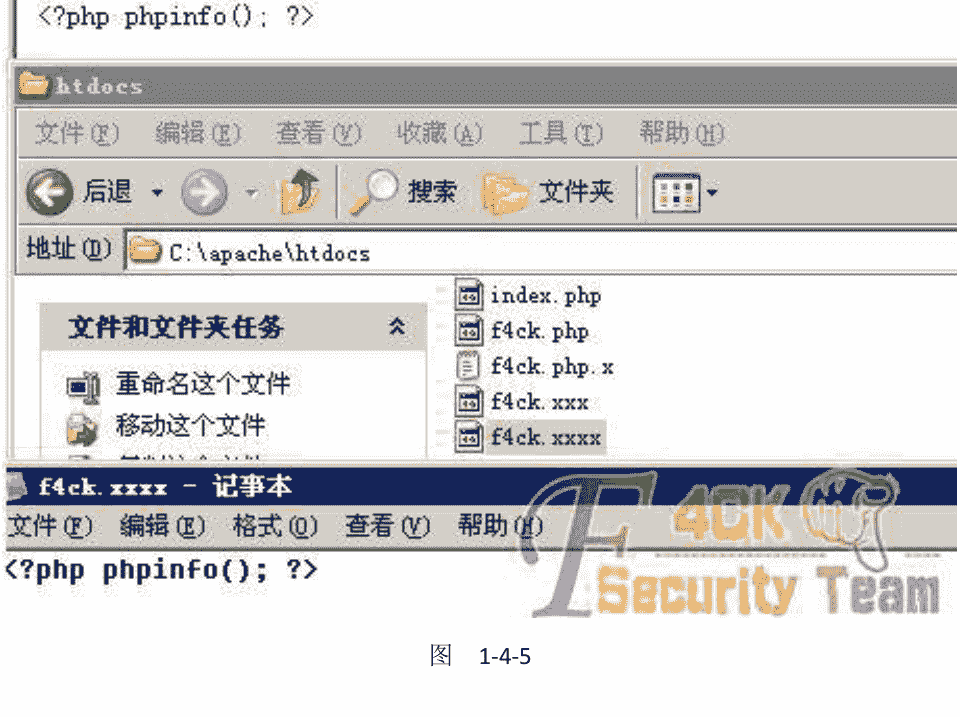 <?php phpinfo(); ?>
htdocs
文件(F) 编辑(E) 查看(V) 收藏(A) 工具(T) 帮助(H)
后退 搜索 文件夹
地址(D) C:\apache\htdocs
index.php
文件和文件夹任务 f4ck.php
f4ck.php.x
重命名这个文件 f4ck.xxx
移动这个文件 f4ck.xxxx
f4ck.xxxx - 记事本
文件(F) 编辑(E) 格式(O) 查看(V) 帮助(H)
<?php phpinfo(); ?>
F4CK
Security Team
图 1-4-5